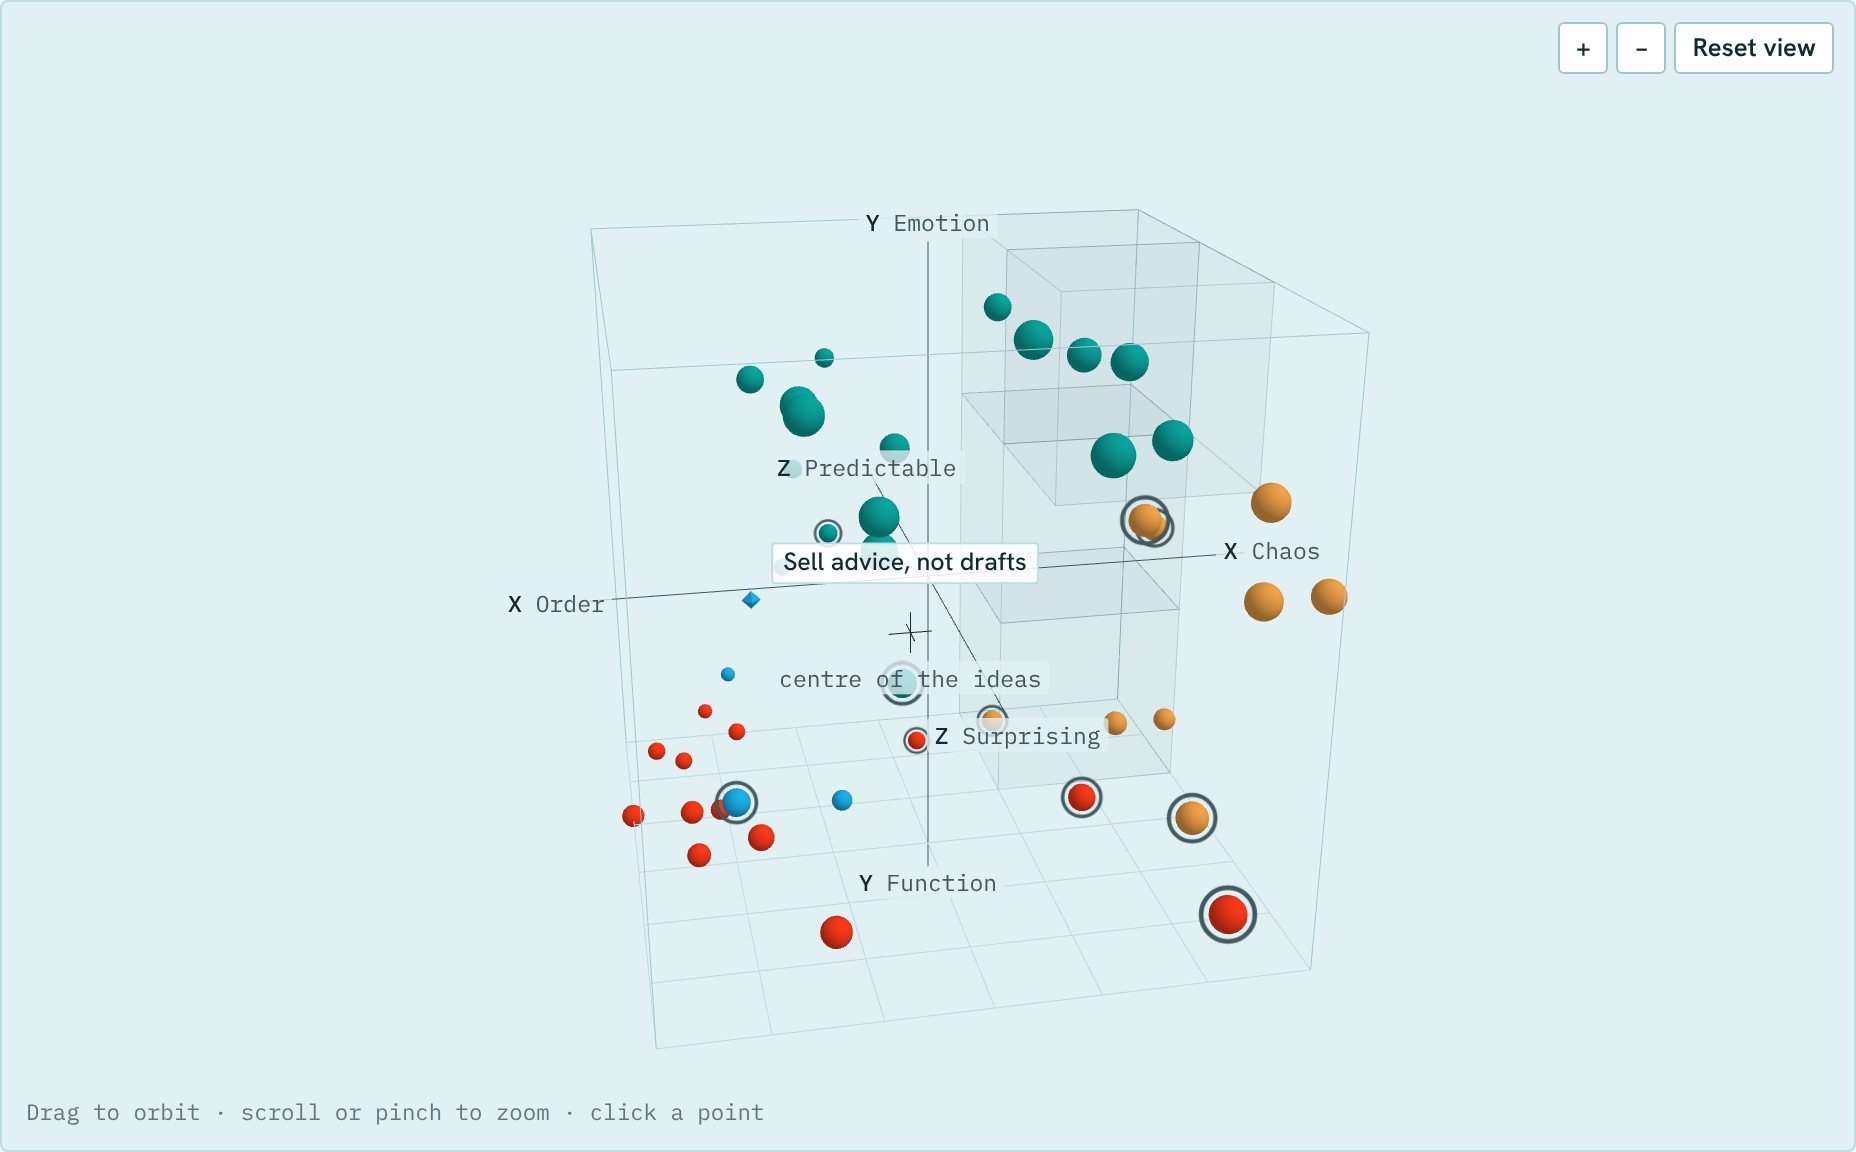 +
-
Reset view
Y Emotion
Z Predictable
X Chaos
Sell advice, not drafts
X Order
centre of the ideas
Z Surprising
Y Function
Drag to orbit · scroll or pinch to zoom · click a point